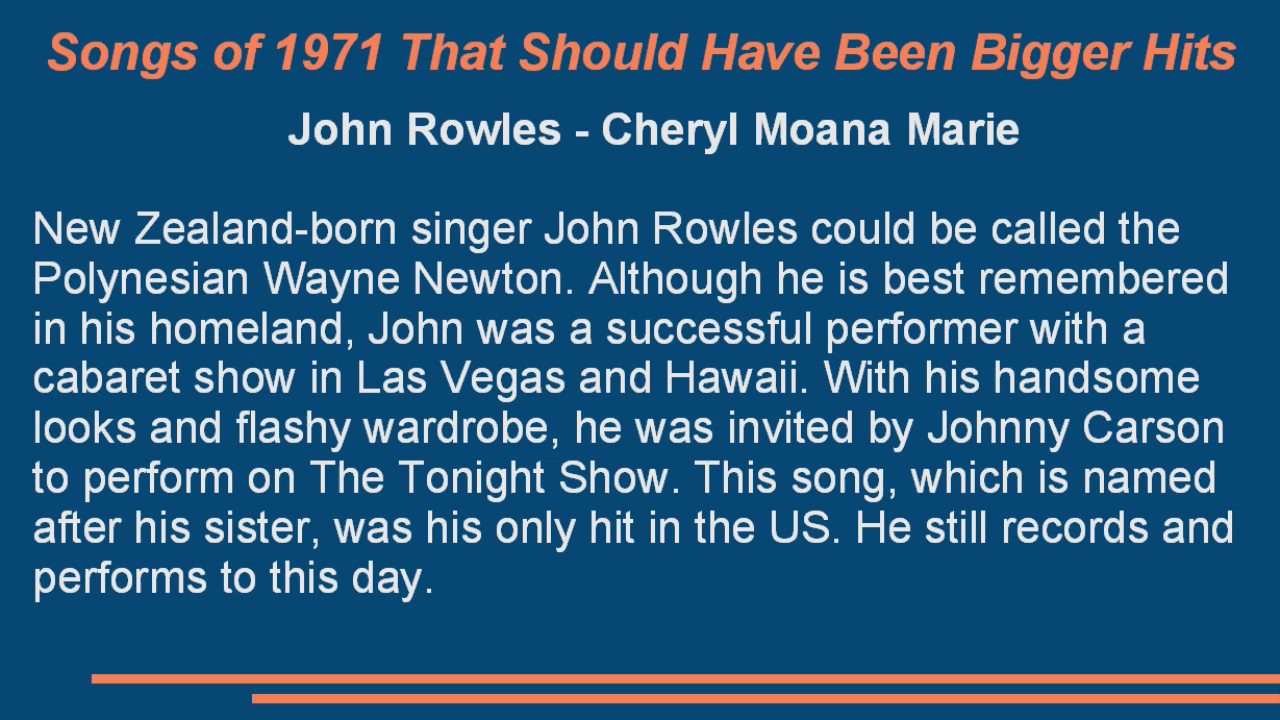 Songs of 1971 That Should Have Been Bigger Hits
John Rowles - Cheryl Moana Marie
New Zealand-born singer John Rowles could be called the
Polynesian Wayne Newton. Although he is best remembered
in his homeland, John was a successful performer with a
cabaret show in Las Vegas and Hawaii. With his handsome
looks and flashy wardrobe, he was invited by Johnny Carson
to perform on The Tonight Show. This song, which is named
after his sister, was his only hit in the US. He still records and
performs to this day.